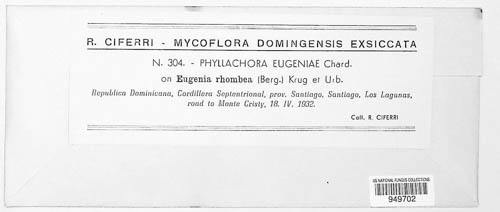 R. CIFERRI - MYCOFLORA DOMINGENSIS EXSICCATA
N. 304. - PHYLLACHORA EUGENIAE Chard.
on Eugenia rhombea (Berg.) Krug et Urb.
Republica Dominicana, Cordillera Septentrional, prov. Santiago, Santiago, Los Lagunas,
road to Monte Cristy, 18. IV. 1932.
Coll. R. CIFERRI
US NATIONAL FUNGUS COLLECTIONS
949702